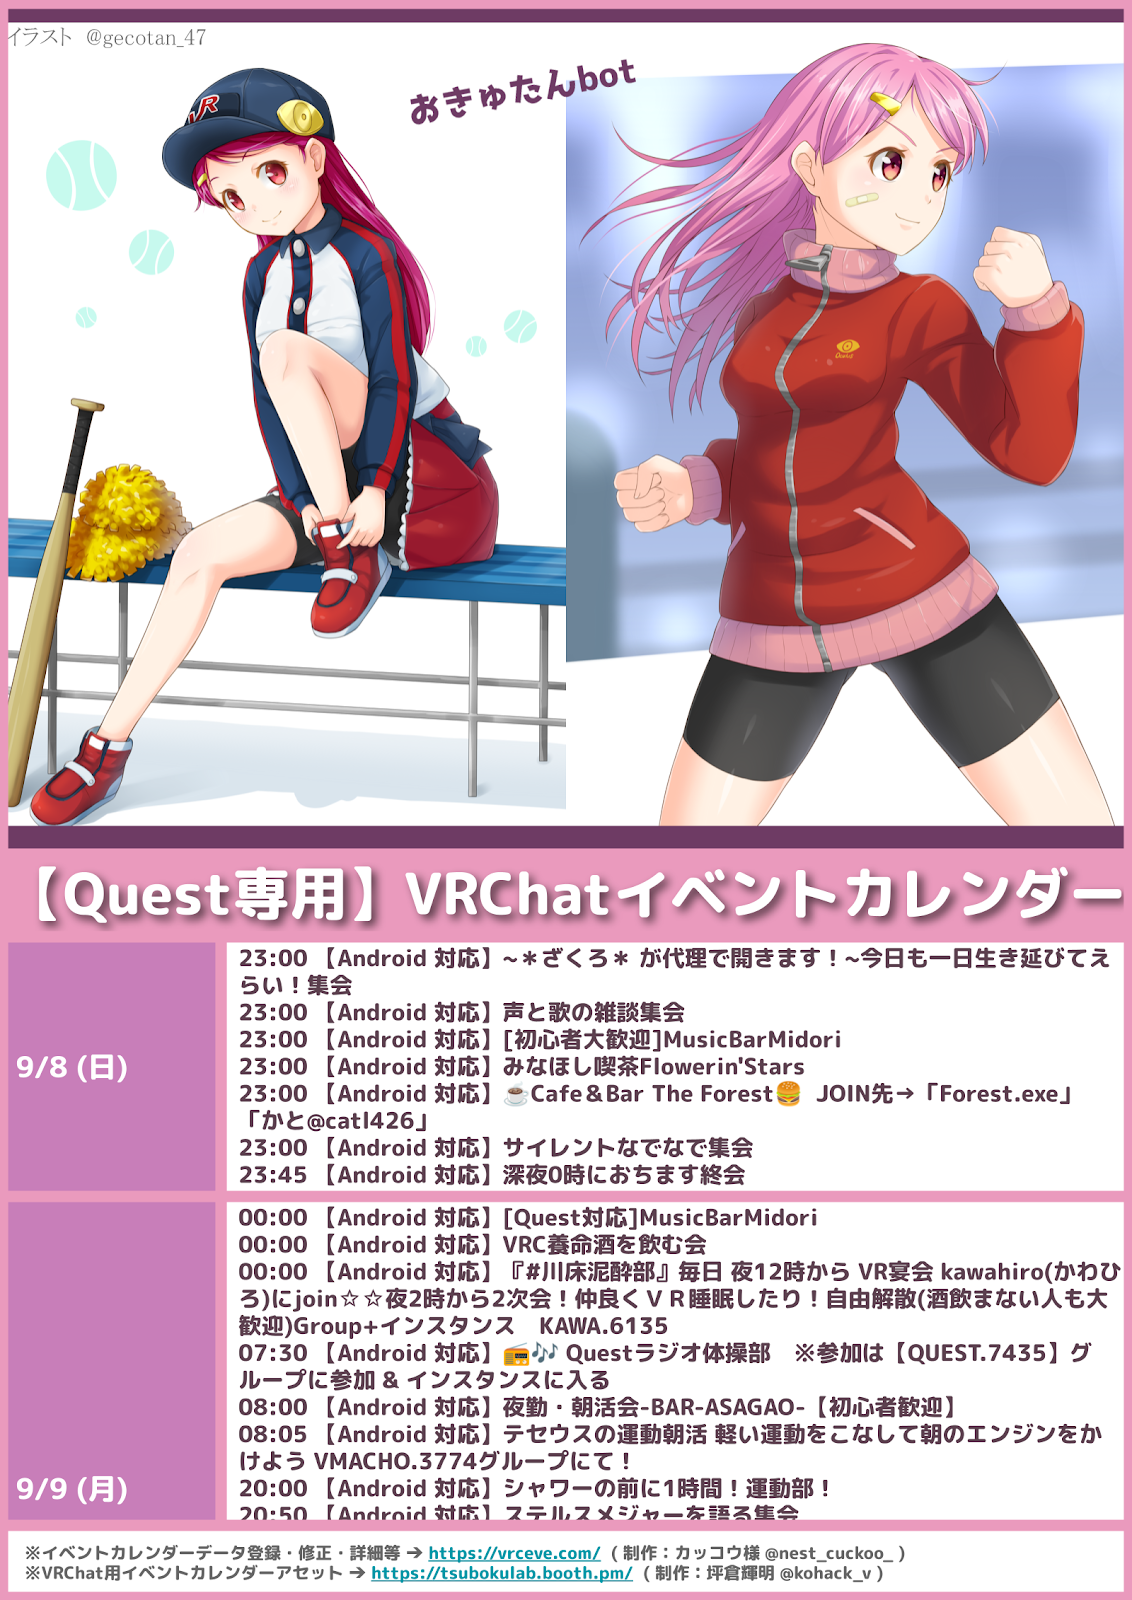 イラスト @gecotan_47
おきゅたんbot
VR
Quest
【Quest専用】VRChatイベントカレンダー
9/8 (日)
23:00 【Android 対応】~＊ざくろ＊ が代理で開きます！~今日も一日生き延びてえ
らい！集会
23:00 【Android 対応】声と歌の雑談集会
23:00 【Android 対応】[初心者大歓迎]MusicBarMidori
23:00 【Android 対応】みなほし喫茶Flowerin'Stars
23:00 【Android 対応】☕Cafe＆Bar The Forest🍔 JOIN先→「Forest.exe」
「かと@catl426」
23:00 【Android 対応】サイレントなでなで集会
23:45 【Android 対応】深夜0時におちます終会
9/9 (月)
00:00 【Android 対応】[Quest対応]MusicBarMidori
00:00 【Android 対応】VRC養命酒を飲む会
00:00 【Android 対応】『#川床泥酔部』毎日 夜12時から VR宴会 kawahiro(かわひ
ろ)にjoin☆☆夜2時から2次会！仲良くＶＲ睡眠したり！自由解散(酒飲まない人も大
歓迎)Group+インスタンス　KAWA.6135
07:30 【Android 対応】📻🎶 Questラジオ体操部　※参加は【QUEST.7435】グ
ループに参加 & インスタンスに入る
08:00 【Android 対応】夜勤・朝活会-BAR-ASAGAO-【初心者歓迎】
08:05 【Android 対応】テセウスの運動朝活 軽い運動をこなして朝のエンジンをか
けよう VMACHO.3774グループにて！
20:00 【Android 対応】シャワーの前に1時間！運動部！
20:50 【Android 対応】ステルスメジャーを語る集会
※イベントカレンダーデータ登録・修正・詳細等 → https://vrceve.com/ ( 制作：カッコウ様 @nest_cuckoo_ )
※VRChat用イベントカレンダーアセット → https://tsubokulab.booth.pm/ ( 制作：坪倉輝明 @kohack_v )